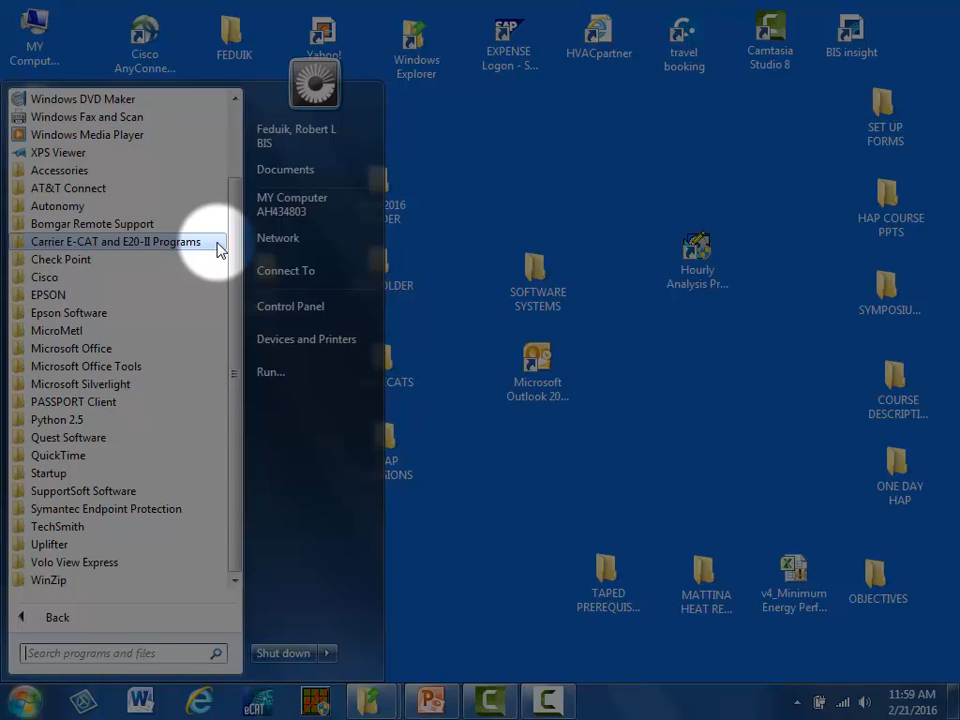 MY
Comput...
Cisco
AnyConne...
FEDUIK
Yahoo!
Windows
Explorer
SAP
EXPENSE
Logon - S...
HVACpartner
travel
booking
Camtasia
Studio 8
BIS insight
Windows DVD Maker
Windows Fax and Scan
Windows Media Player
XPS Viewer
Accessories
AT&T Connect
Autonomy
Bomgar Remote Support
Carrier E-CAT and E20-II Programs
Check Point
Cisco
EPSON
Epson Software
MicroMetl
Microsoft Office
Microsoft Office Tools
Microsoft Silverlight
PASSPORT Client
Python 2.5
Quest Software
QuickTime
Startup
SupportSoft Software
Symantec Endpoint Protection
TechSmith
Uplifter
Volo View Express
WinZip
Back
Search programs and files
Feduik, Robert L
BIS
Documents
MY Computer
AH434803
Network
Connect To
Control Panel
Devices and Printers
Run...
Shut down
2016
DER
OLDER
CATS
AP
SIONS
SOFTWARE
SYSTEMS
Microsoft
Outlook 20...
Hourly
Analysis Pr...
SET UP
FORMS
HAP COURSE
PPTS
SYMPOSIU...
COURSE
DESCRIPTI...
ONE DAY
HAP
TAPED
PREREQUIS...
MATTINA
HEAT RE...
v4_Minimum
Energy Perf...
OBJECTIVES
eCAT
11:59 AM
2/21/2016